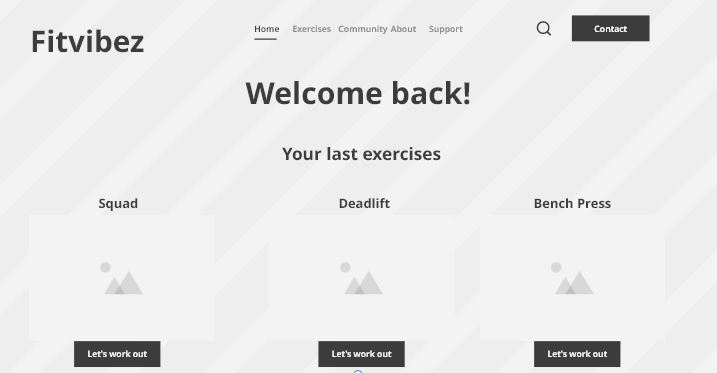 Fitvibez
Home Exercises Community About Support
Contact
Welcome back!
Your last exercises
Squad Deadlift Bench Press
Let's work out Let's work out Let's work out